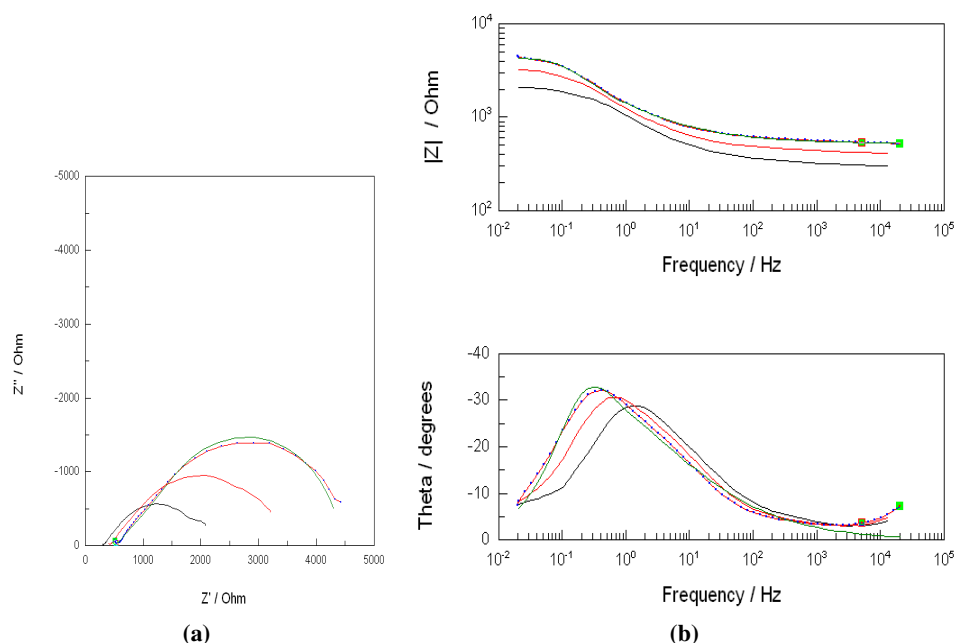 -5000
-4000
-3000
-2000
-1000
0
0 1000 2000 3000 4000 5000
Z'' / Ohm
Z' / Ohm
(a)
10⁴
10³
10²
|Z| / Ohm
10⁻² 10⁻¹ 10⁰ 10¹ 10² 10³ 10⁴ 10⁵
Frequency / Hz
-40
-30
-20
-10
0
Theta / degrees
10⁻² 10⁻¹ 10⁰ 10¹ 10² 10³ 10⁴ 10⁵
Frequency / Hz
(b)